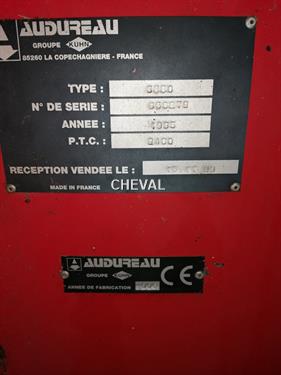 AUDUREAU
GROUPE KUHN
85260 LA COPECHAGNIERE - FRANCE
TYPE :
N° DE SERIE :
ANNEE :
P.T.C. :
RECEPTION VENDEE LE :
MADE IN FRANCE CHEVAL
AUDUREAU
GROUPE KUHN CE
ANNEE DE FABRICATION